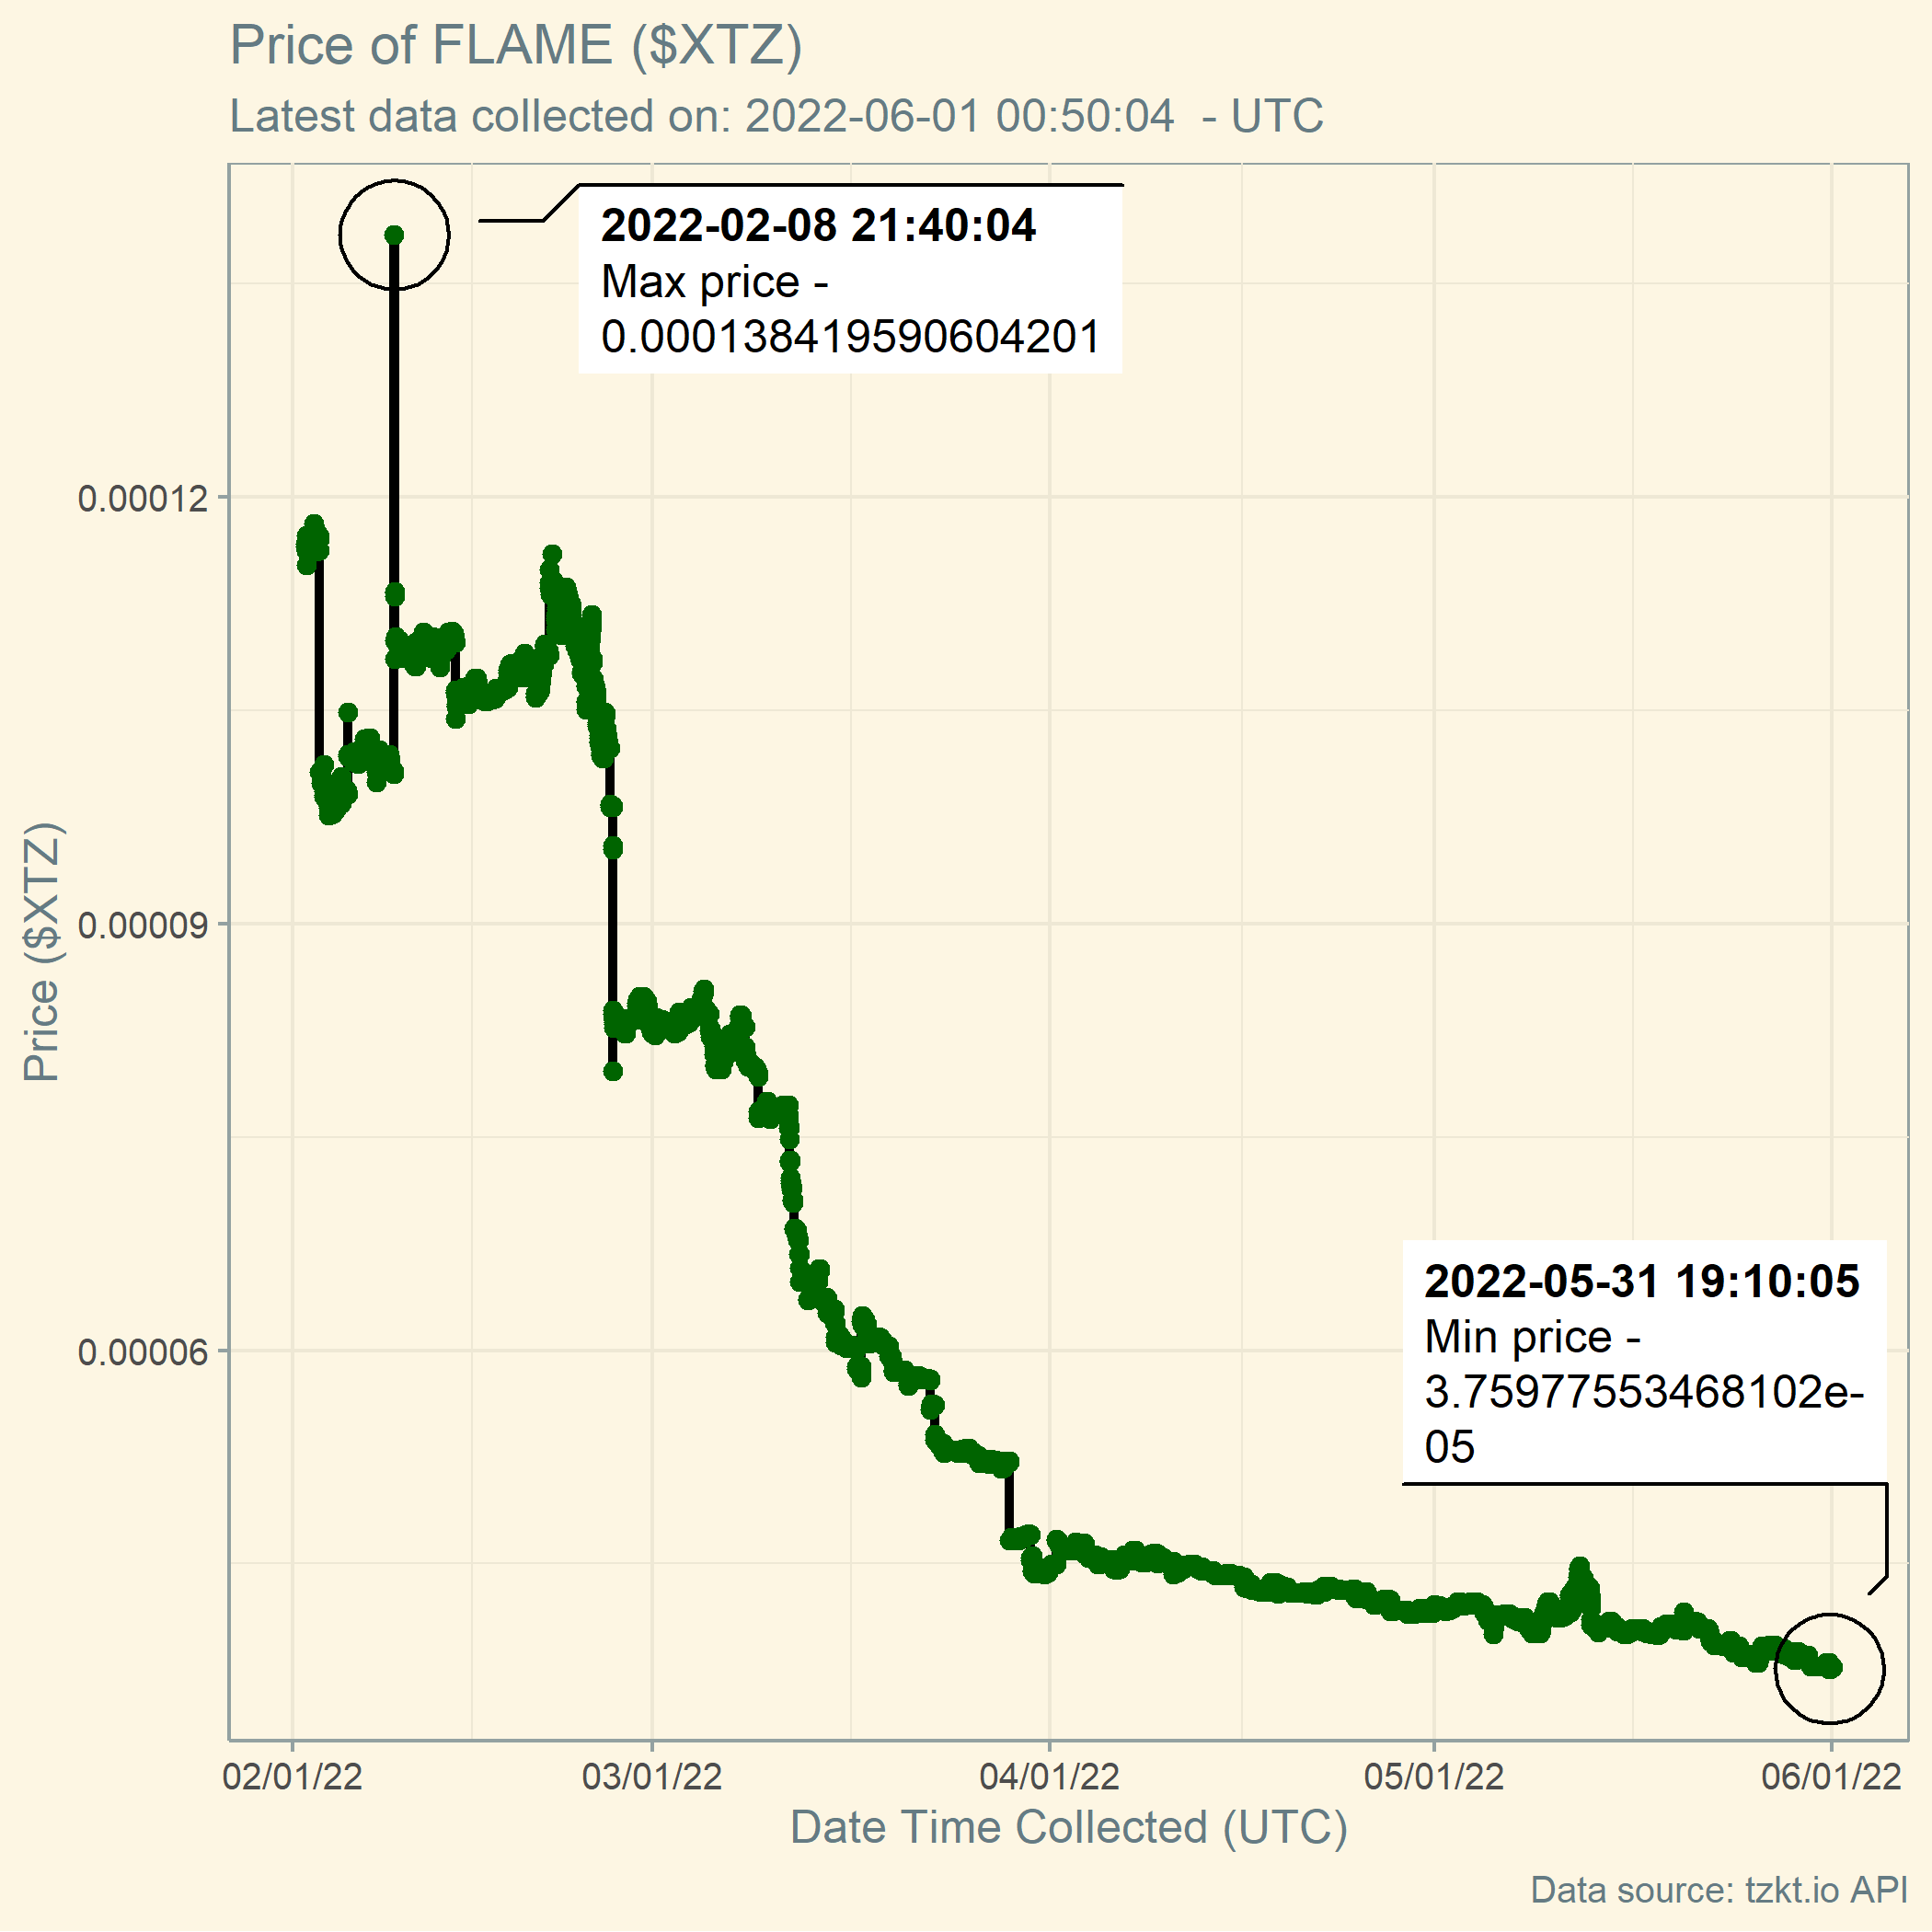 Price of FLAME ($XTZ)
Latest data collected on: 2022-06-01 00:50:04  - UTC
2022-02-08 21:40:04
Max price -
0.000138419590604201
0.00012
0.00009
0.00006
Price ($XTZ)
2022-05-31 19:10:05
Min price -
3.75977553468102e-
05
02/01/22
03/01/22
04/01/22
05/01/22
06/01/22
Date Time Collected (UTC)
Data source: tzkt.io API